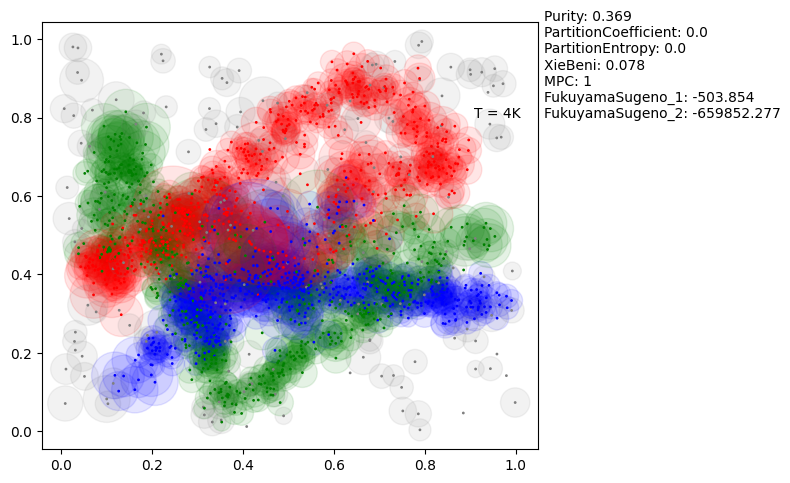 Purity: 0.369
PartitionCoefficient: 0.0
PartitionEntropy: 0.0
XieBeni: 0.078
MPC: 1
FukuyamaSugeno_1: -503.854
FukuyamaSugeno_2: -659852.277
T = 4K
1.0
0.8
0.6
0.4
0.2
0.0
0.0 0.2 0.4 0.6 0.8 1.0